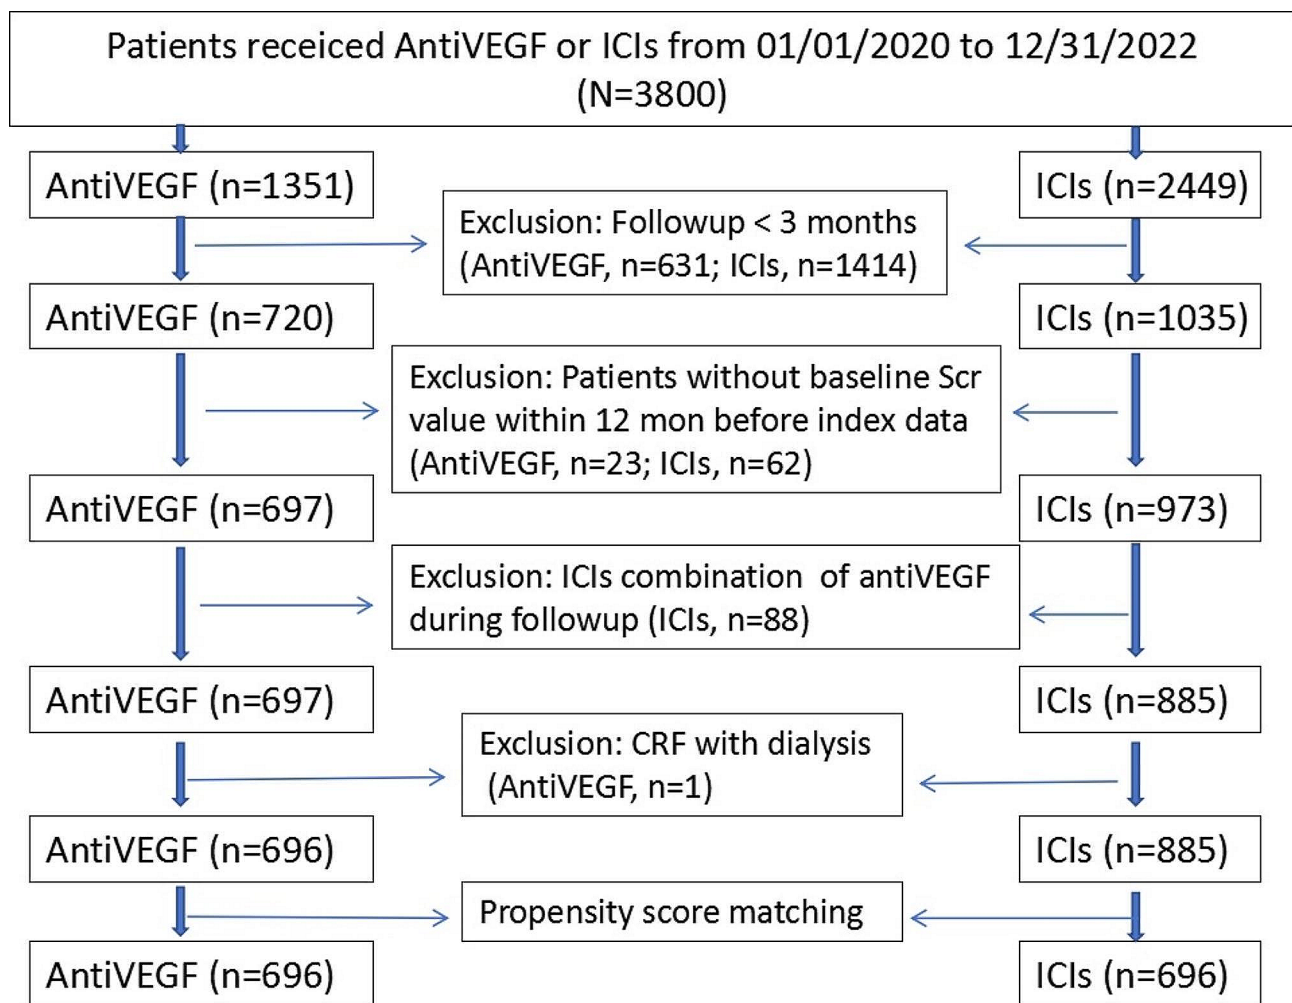 Patients receiced AntiVEGF or ICIs from 01/01/2020 to 12/31/2022
(N=3800)
AntiVEGF (n=1351)
ICIs (n=2449)
Exclusion: Followup < 3 months
(AntiVEGF, n=631; ICIs, n=1414)
AntiVEGF (n=720)
ICIs (n=1035)
Exclusion: Patients without baseline Scr
value within 12 mon before index data
(AntiVEGF, n=23; ICIs, n=62)
AntiVEGF (n=697)
ICIs (n=973)
Exclusion: ICIs combination of antiVEGF
during followup (ICIs, n=88)
AntiVEGF (n=697)
ICIs (n=885)
Exclusion: CRF with dialysis
(AntiVEGF, n=1)
AntiVEGF (n=696)
ICIs (n=885)
Propensity score matching
AntiVEGF (n=696)
ICIs (n=696)